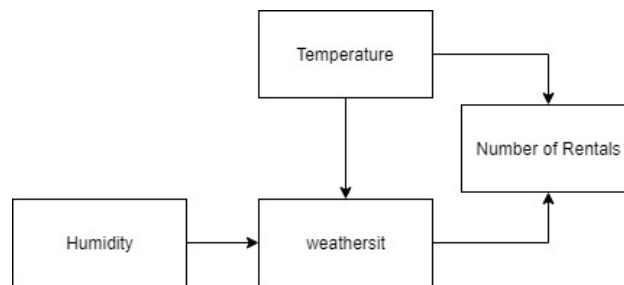 Temperature
Number of Rentals
Humidity
weathersit